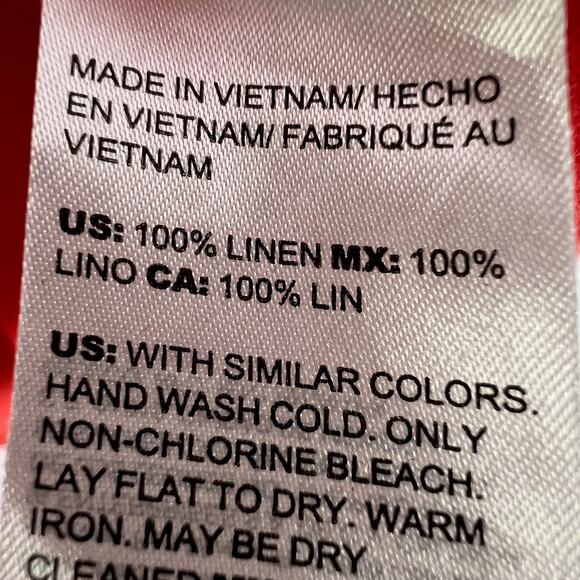 MADE IN VIETNAM/ HECHO
EN VIETNAM/ FABRIQUÉ AU
VIETNAM
US: 100% LINEN MX: 100%
LINO CA: 100% LIN
US: WITH SIMILAR COLORS.
HAND WASH COLD. ONLY
NON-CHLORINE BLEACH.
LAY FLAT TO DRY. WARM
IRON. MAY BE DRY
CLEANED